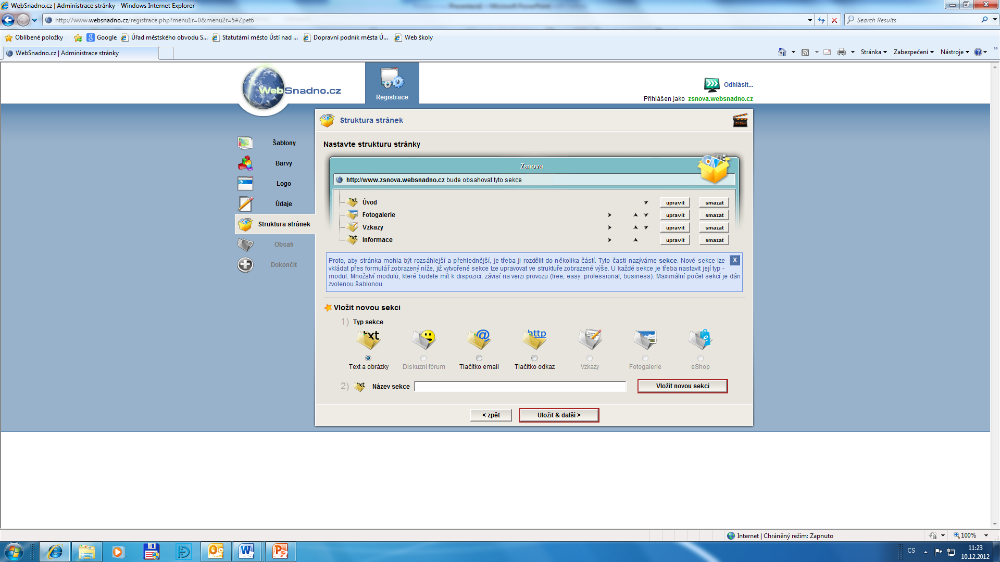 WebSnadno.cz | Administrace stránky - Windows Internet Explorer
http://www.websnadno.cz/registrace.php?menu1r=0&menu2r=5#Zpet6
Search Results
Oblíbené položky
Google
Úřad městského obvodu S...
Statutární město Ústí nad ...
Dopravní podnik města Ú...
Web školy
WebSnadno.cz | Administrace stránky
Stránka
Zabezpečení
Nástroje
WebSnadno.cz
Registrace
Odhlásit...
Přihlášen jako zsnova.websnadno.cz
Struktura stránek
Šablony
Barvy
Logo
Údaje
Struktura stránek
Obsah
Dokončit
Nastavte strukturu stránky
Zsnova
http://www.zsnova.websnadno.cz bude obsahovat tyto sekce
Úvod upravit smazat
Fotogalerie upravit smazat
Vzkazy upravit smazat
Informace upravit smazat
Proto, aby stránka mohla být rozsáhlejší a přehlednější, je třeba ji rozdělit do několika částí. Tyto časti nazýváme sekce. Nové sekce lze
vkládat přes formulář zobrazený níže, již vytvořené sekce lze upravovat ve struktuře zobrazené výše. U každé sekce je třeba nastavit její typ -
modul. Množství modulů, které budete mít k dispozici, závisí na verzi provozu (free, easy, professional, business). Maximální počet sekcí je dán
zvolenou šablonou.
X
Vložit novou sekci
1) Typ sekce
txt
@
http
Text a obrázky
Diskuzní fórum
Tlačítko email
Tlačítko odkaz
Vzkazy
Fotogalerie
eShop
2) txt Název sekce
Vložit novou sekci
< zpět
Uložit & další >
Internet | Chráněný režim: Zapnuto
100%
CS
11:23
10.12.2012